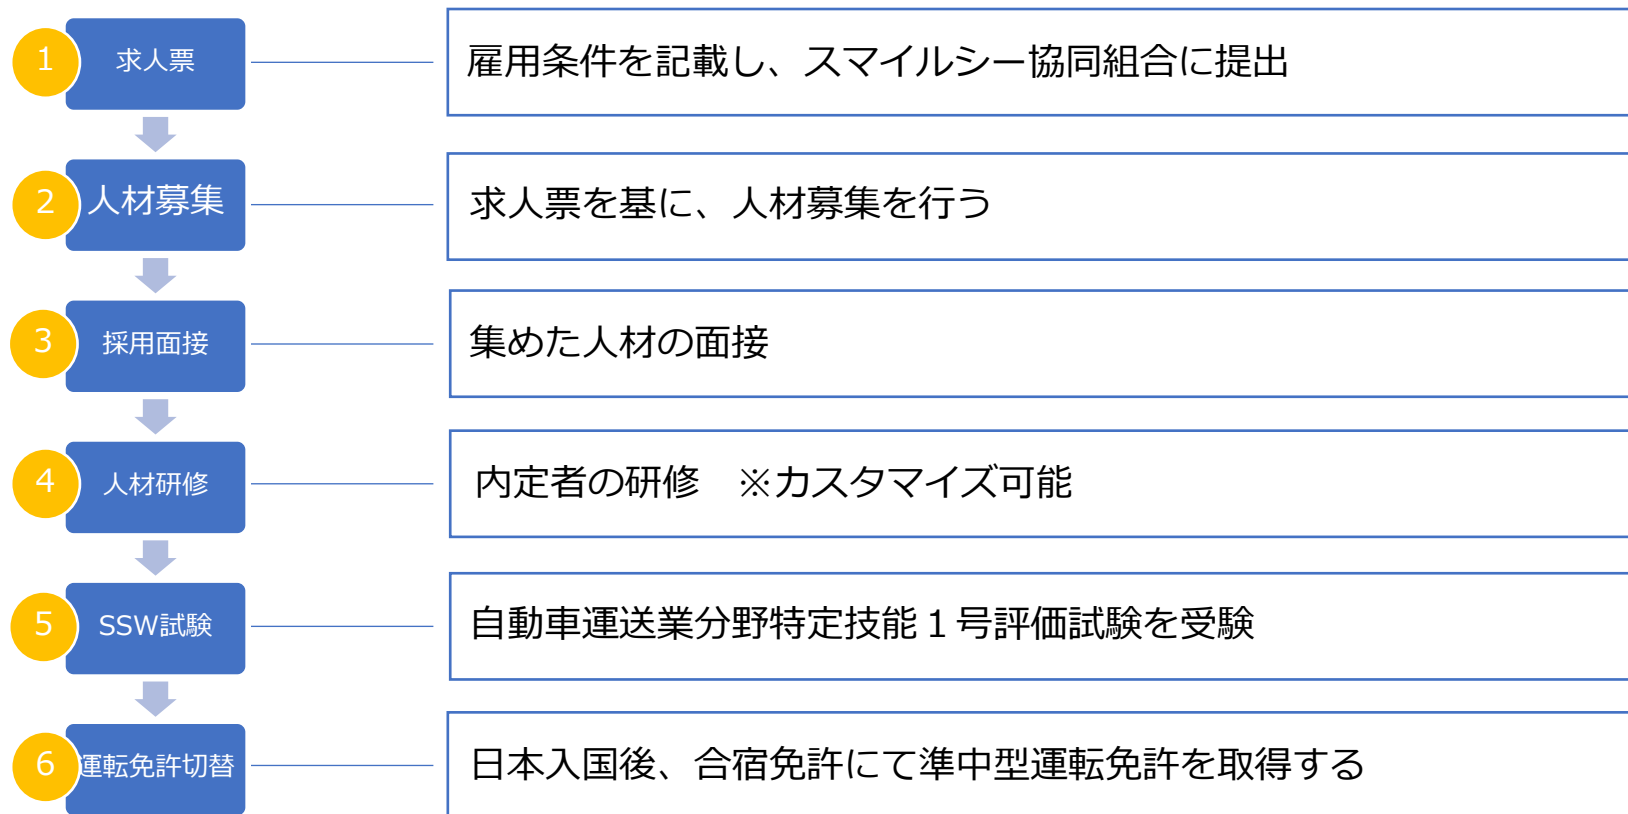 1 求人票 雇用条件を記載し、スマイルシー協同組合に提出
2 人材募集 求人票を基に、人材募集を行う
3 採用面接 集めた人材の面接
4 人材研修 内定者の研修　※カスタマイズ可能
5 SSW試験 自動車運送業分野特定技能１号評価試験を受験
6 運転免許切替 日本入国後、合宿免許にて準中型運転免許を取得する